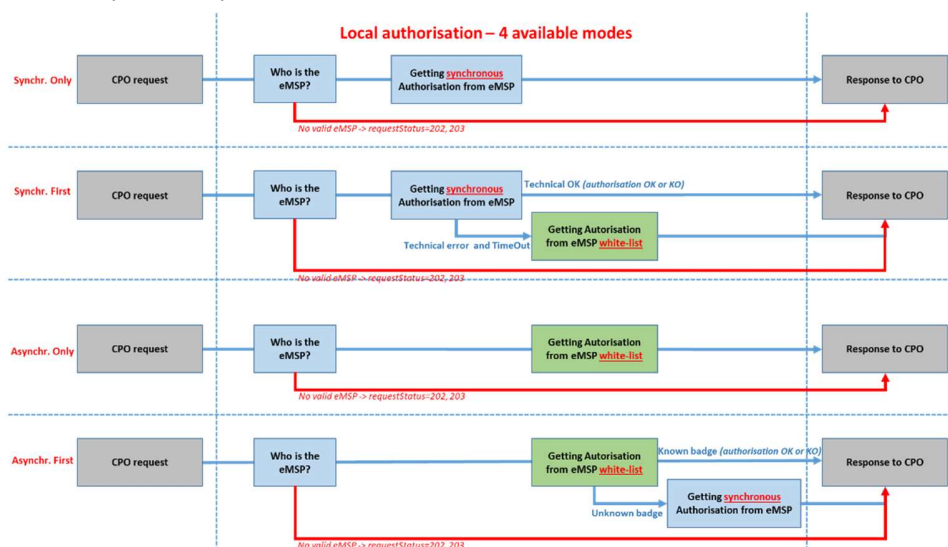 Local authorisation – 4 available modes
Synchr. Only
CPO request
Who is the
eMSP?
Getting synchronous
Authorisation from eMSP
Response to CPO
No valid eMSP -> requestStatus=202, 203
Synchr. First
CPO request
Who is the
eMSP?
Getting synchronous
Authorisation from eMSP
Technical OK (authorisation OK or KO)
Response to CPO
Technical error and TimeOut
Getting Autorisation
from eMSP white-list
No valid eMSP -> requestStatus=202, 203
Asynchr. Only
CPO request
Who is the
eMSP?
Getting Autorisation
from eMSP white-list
Response to CPO
No valid eMSP -> requestStatus=202, 203
Asynchr. First
CPO request
Who is the
eMSP?
Getting Autorisation
from eMSP white-list
Known badge (authorisation OK or KO)
Response to CPO
Unknown badge
Getting synchronous
Authorisation from eMSP
No valid eMSP -> requestStatus=202, 203